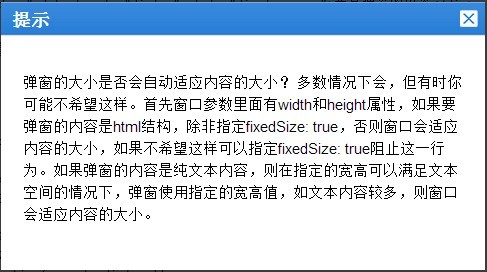 提示
弹窗的大小是否会自动适应内容的大小？ 多数情况下会，但有时你
可能不希望这样。首先窗口参数里面有width和height属性，如果要
弹窗的内容是html结构，除非指定fixedSize: true，否则窗口会适应
内容的大小，如果不希望这样可以指定fixedSize: true阻止这一行
为。如果弹窗的内容是纯文本内容，则在指定的宽高可以满足文本
空间的情况下，弹窗使用指定的宽高值，如文本内容较多，则窗口
会适应内容的大小。